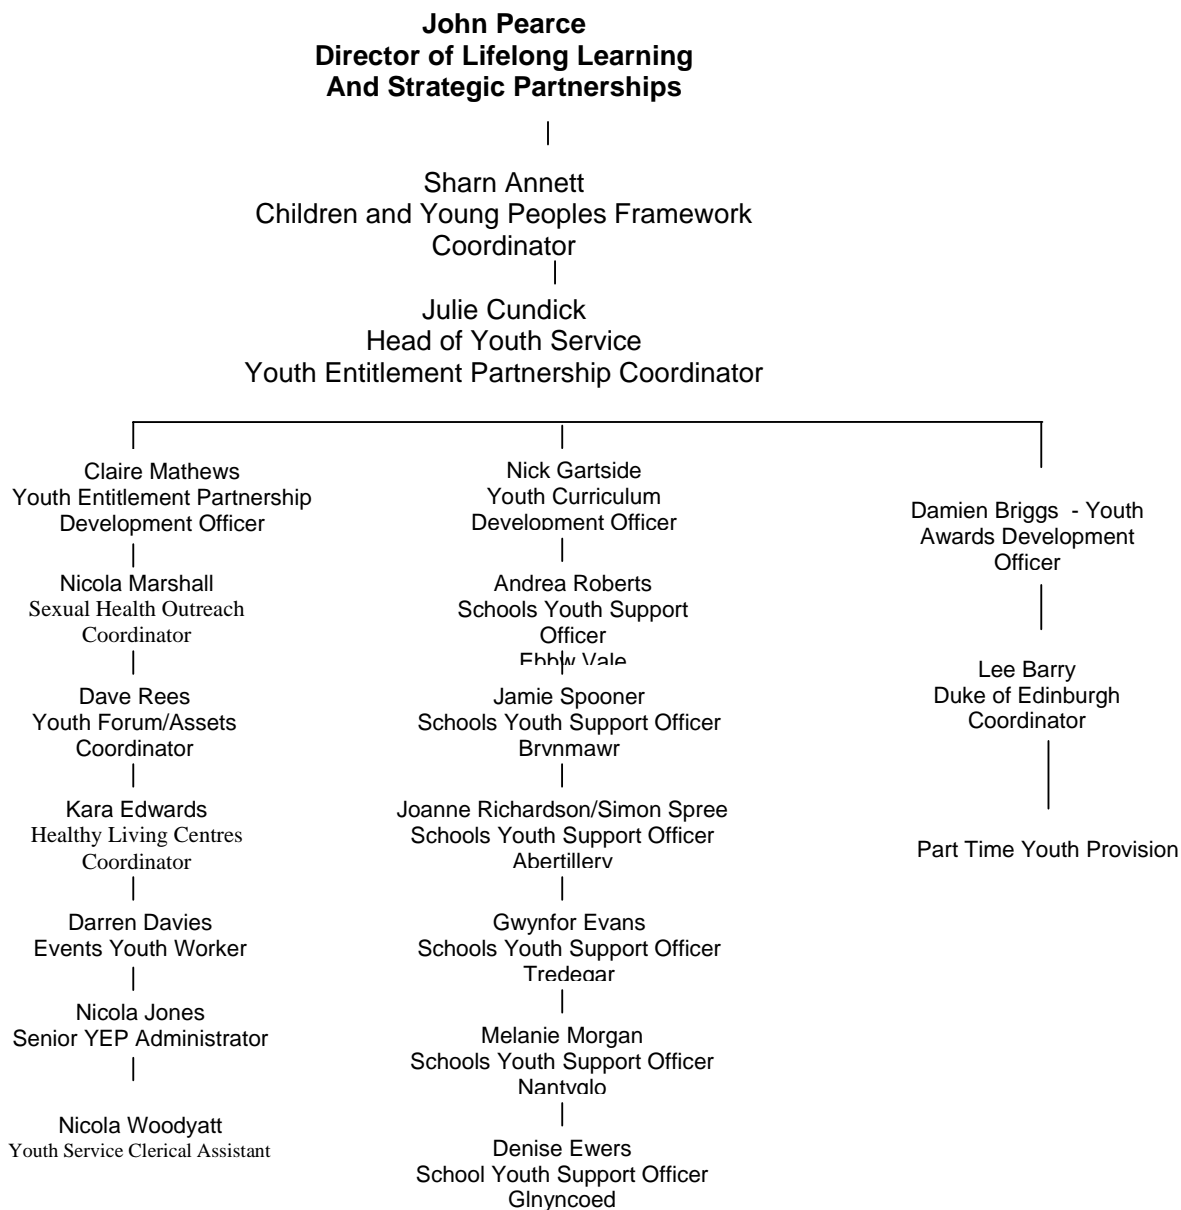 John Pearce
Director of Lifelong Learning
And Strategic Partnerships
Sharn Annett
Children and Young Peoples Framework
Coordinator
Julie Cundick
Head of Youth Service
Youth Entitlement Partnership Coordinator
Claire Mathews
Youth Entitlement Partnership
Development Officer
Nicola Marshall
Sexual Health Outreach
Coordinator
Dave Rees
Youth Forum/Assets
Coordinator
Kara Edwards
Healthy Living Centres
Coordinator
Darren Davies
Events Youth Worker
Nicola Jones
Senior YEP Administrator
Nicola Woodyatt
Youth Service Clerical Assistant
Nick Gartside
Youth Curriculum
Development Officer
Andrea Roberts
Schools Youth Support
Officer
Ebbw Vale
Jamie Spooner
Schools Youth Support Officer
Brynmawr
Joanne Richardson/Simon Spree
Schools Youth Support Officer
Abertillery
Gwynfor Evans
Schools Youth Support Officer
Tredegar
Melanie Morgan
Schools Youth Support Officer
Nantyglo
Denise Ewers
School Youth Support Officer
Glnyncoed
Damien Briggs - Youth
Awards Development
Officer
Lee Barry
Duke of Edinburgh
Coordinator
Part Time Youth Provision